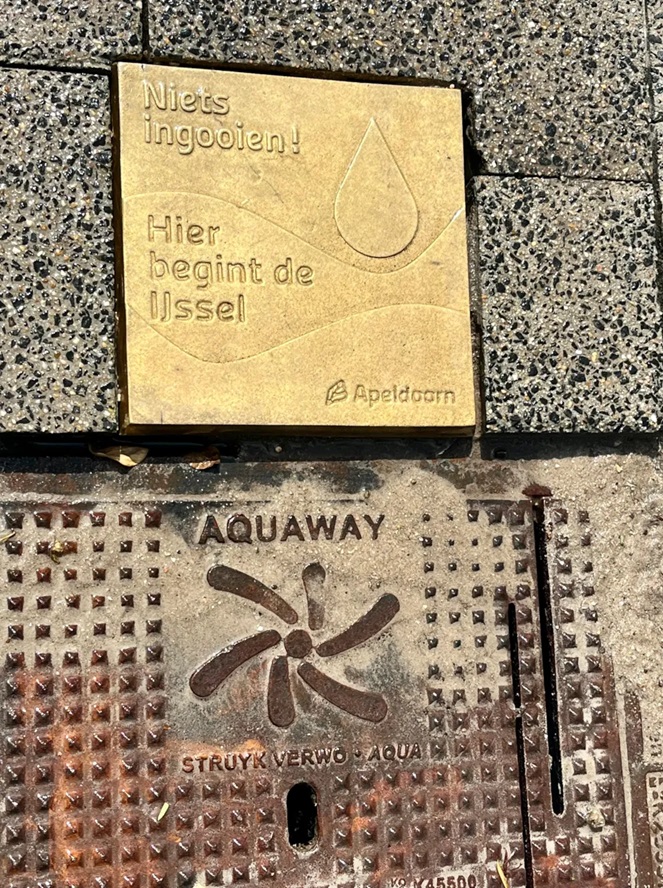 Niets
ingooien!
Hier
begint de
IJssel
Apeldoorn
AQUAWAY
STRUYK VERWO • AQUA